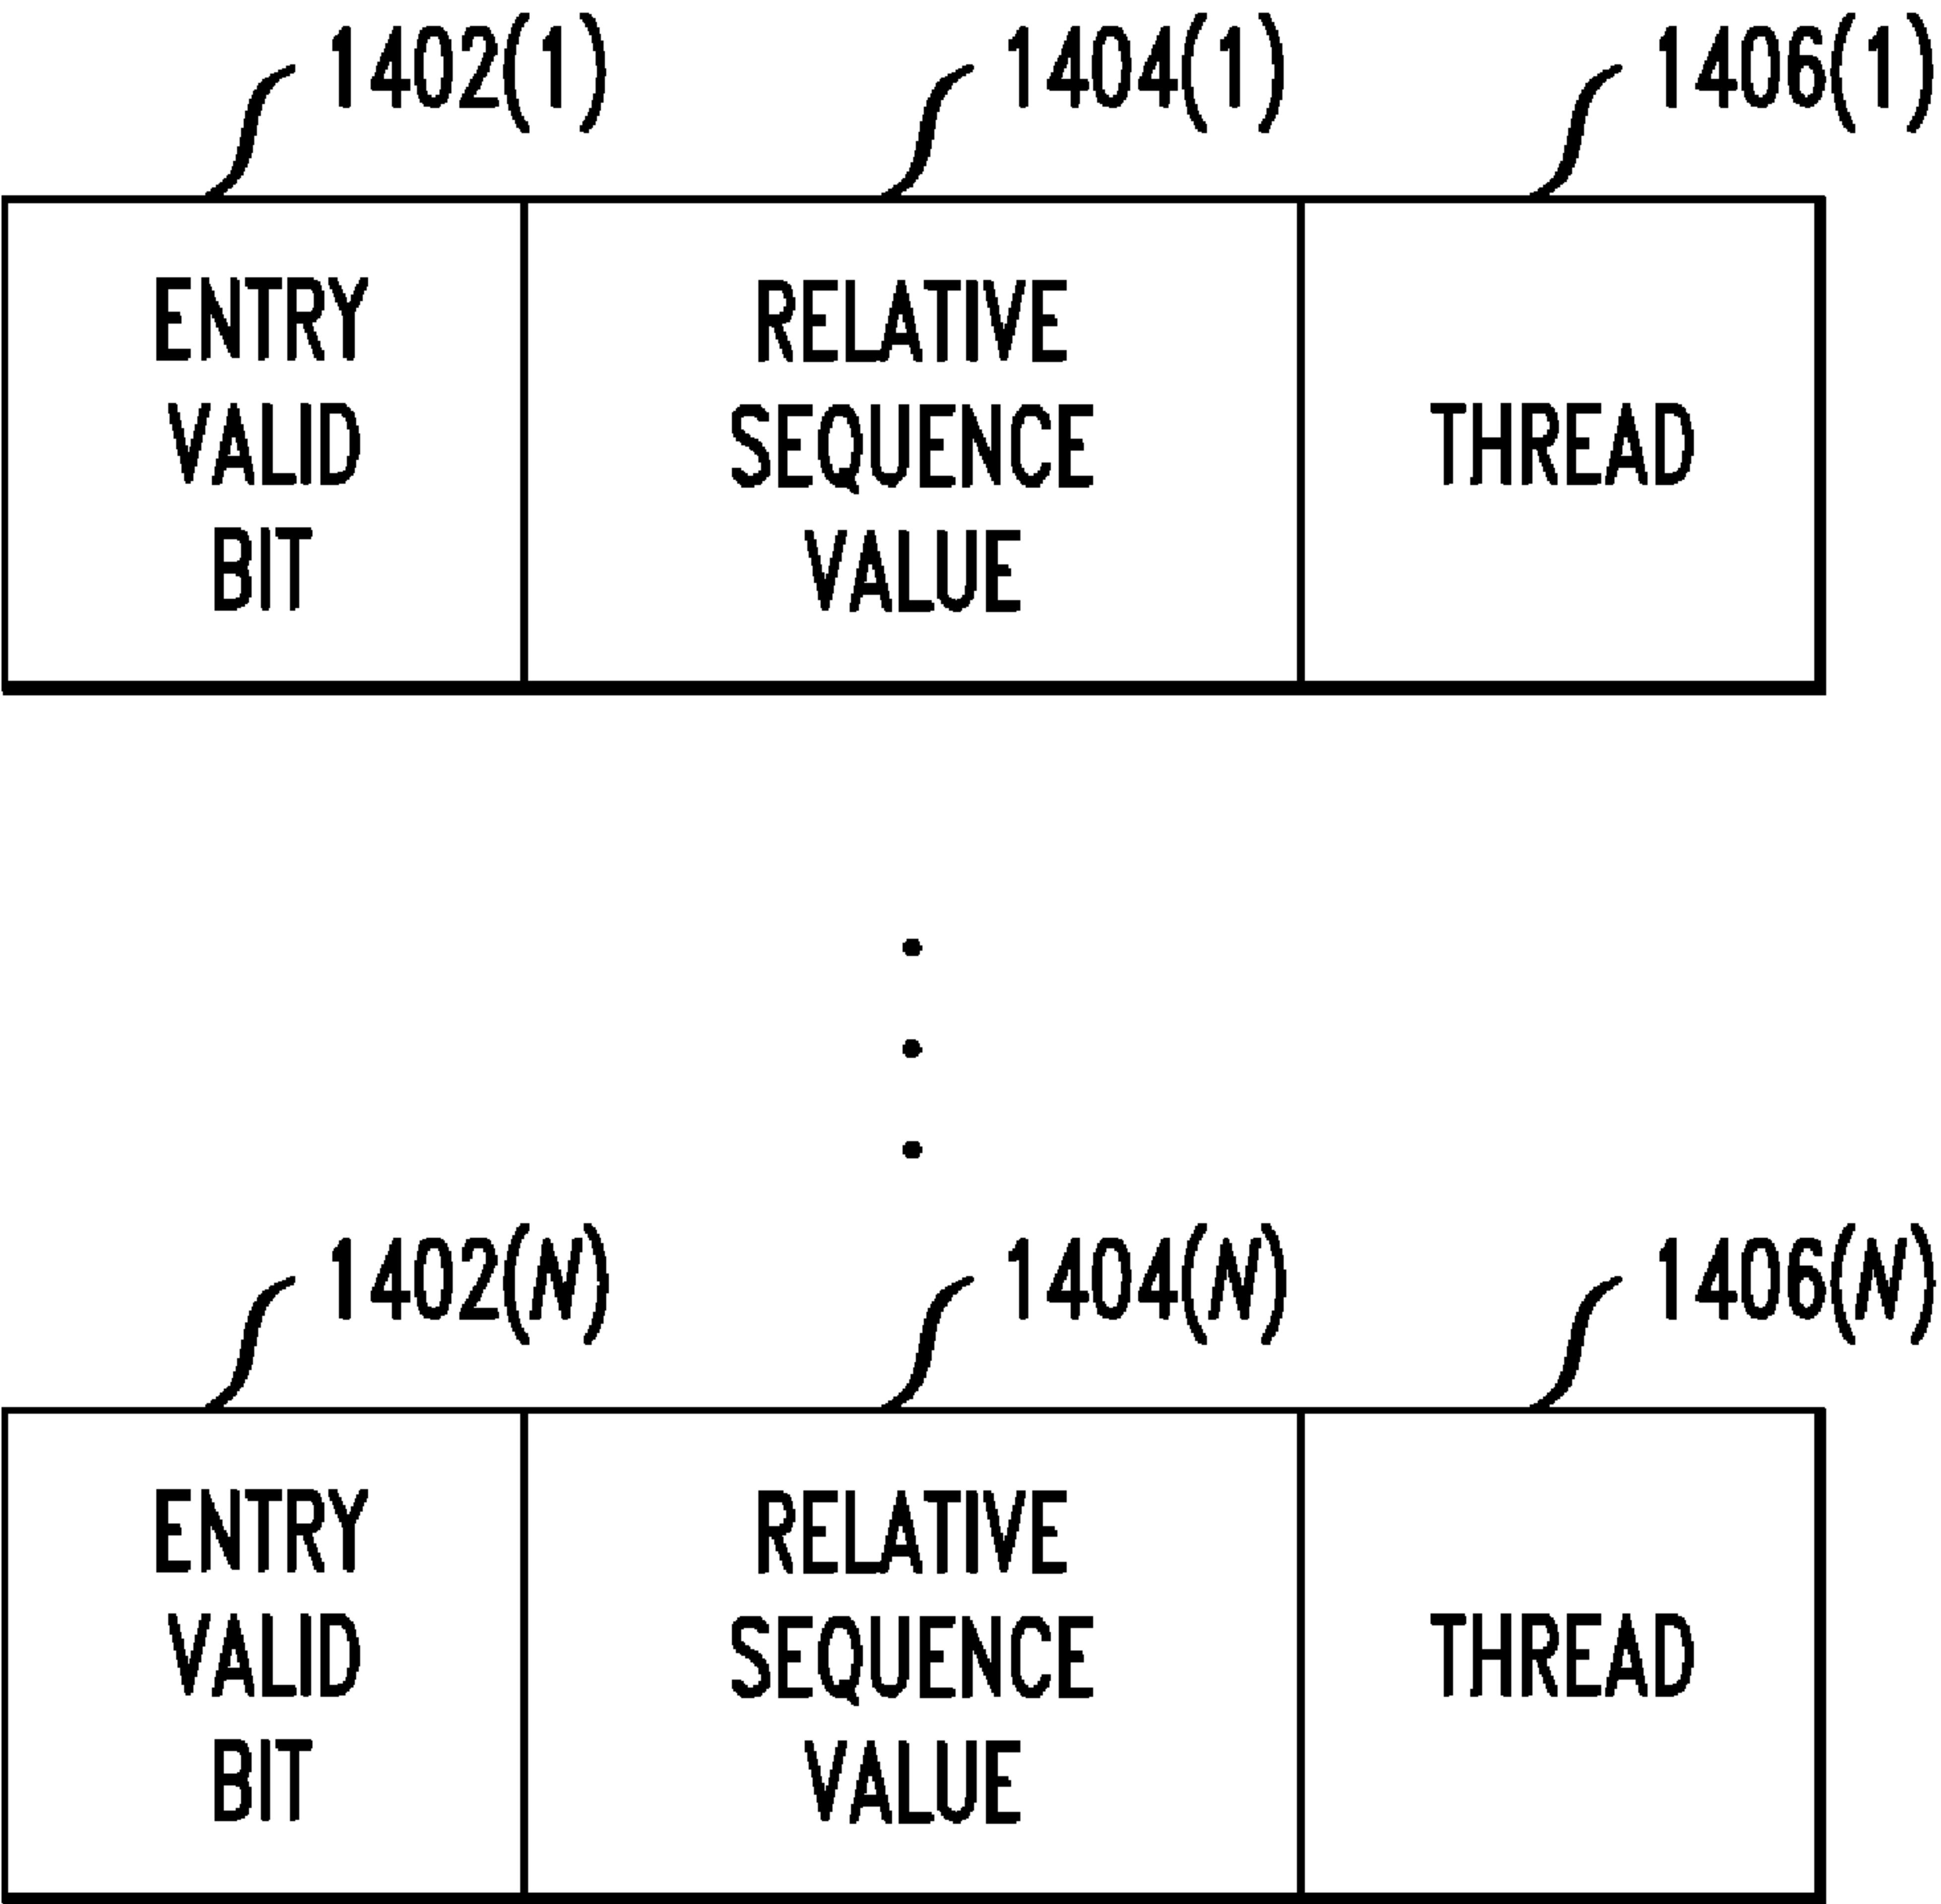 1402(1) 1404(1) 1406(1)
ENTRY
VALID
BIT
RELATIVE
SEQUENCE
VALUE
THREAD
1402(N) 1404(N) 1406(N)
ENTRY
VALID
BIT
RELATIVE
SEQUENCE
VALUE
THREAD